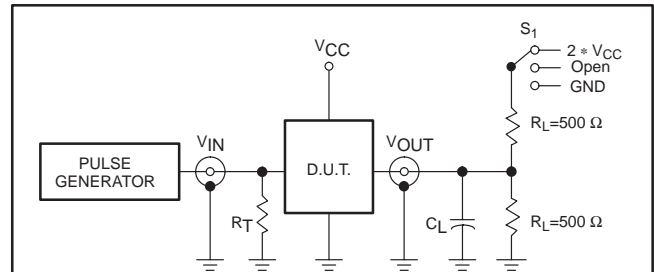 S1
2 * VCC
Open
GND
VCC
RL=500 Ω
VIN
VOUT
PULSE
GENERATOR
D.U.T.
RT
CL
RL=500 Ω